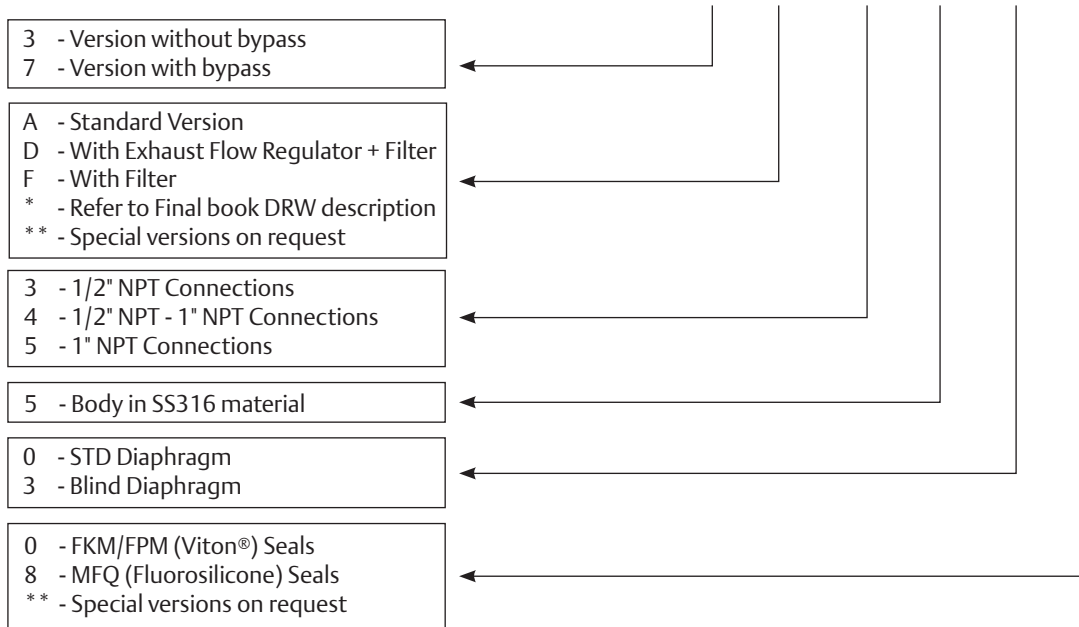 3 - Version without bypass
7 - Version with bypass
A - Standard Version
D - With Exhaust Flow Regulator + Filter
F - With Filter
* - Refer to Final book DRW description
** - Special versions on request
3 - 1/2" NPT Connections
4 - 1/2" NPT - 1" NPT Connections
5 - 1" NPT Connections
5 - Body in SS316 material
0 - STD Diaphragm
3 - Blind Diaphragm
0 - FKM/FPM (Viton®) Seals
8 - MFQ (Fluorosilicone) Seals
** - Special versions on request